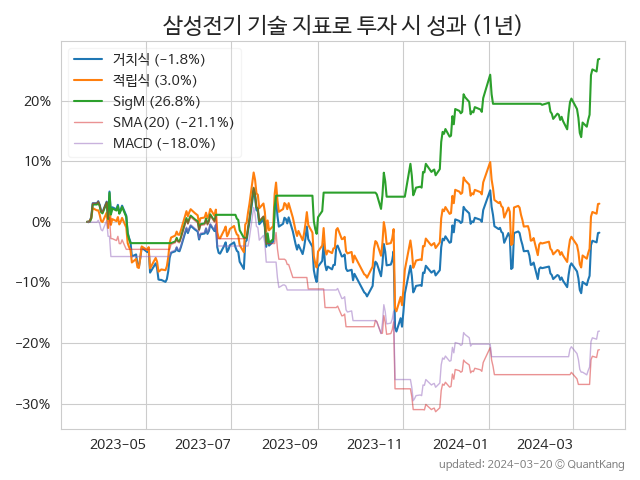 삼성전기 기술 지표로 투자 시 성과 (1년)
거치식 (−1.8%)
적립식 (3.0%)
SigM (26.8%)
SMA(20) (−21.1%)
MACD (−18.0%)
20%
10%
0%
−10%
−20%
−30%
2023-05 2023-07 2023-09 2023-11 2024-01 2024-03
updated: 2024-03-20 © QuantKang